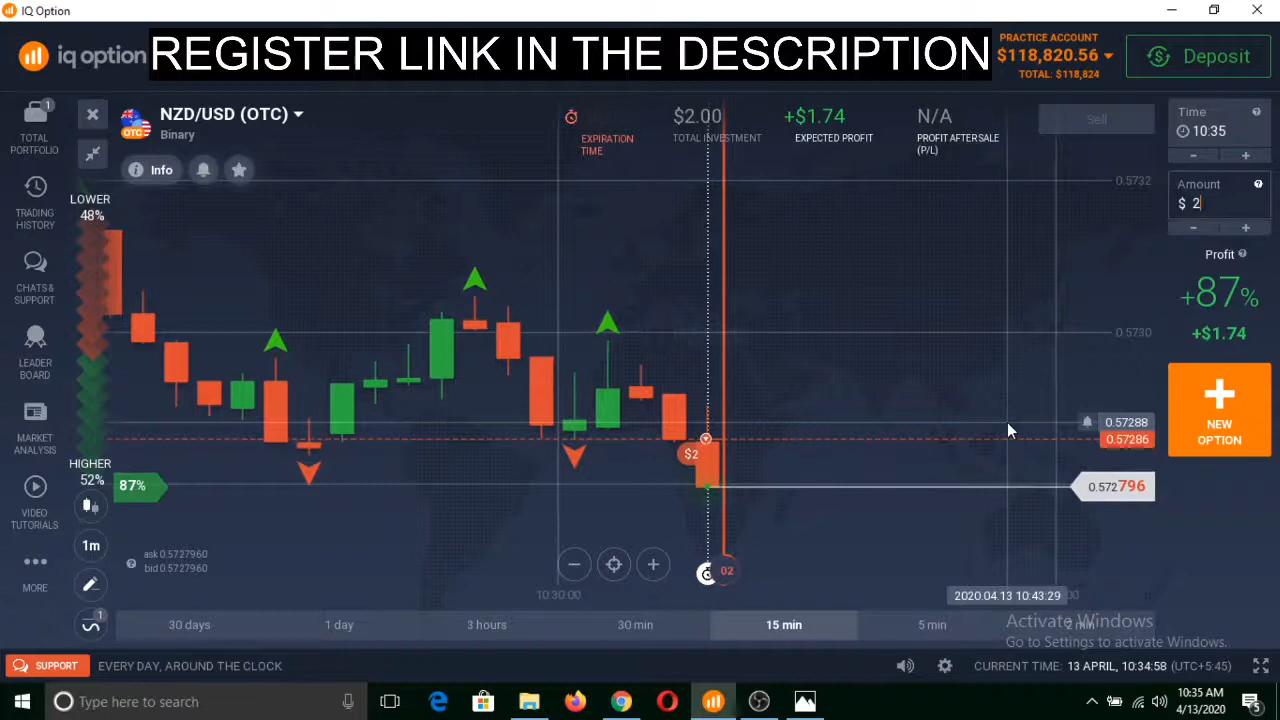 IQ Option
iq option
REGISTER LINK IN THE DESCRIPTION
PRACTICE ACCOUNT
$118,820.56
TOTAL: $118,824
Deposit
1
TOTAL
PORTFOLIO
TRADING
HISTORY
CHATS &
SUPPORT
LEADER
BOARD
MARKET
ANALYSIS
VIDEO
TUTORIALS
MORE
NZD/USD (OTC)
OTC
Binary
Info
EXPIRATION
TIME
$2.00
TOTAL INVESTMENT
+$1.74
EXPECTED PROFIT
N/A
PROFIT AFTER SALE
(P/L)
Sell
LOWER
48%
HIGHER
52%
87%
1m
1
ask 0.5727960
bid 0.5727960
$2
02
0.5732
0.5730
0.57288
0.57286
0.572796
10:30:00
2020.04.13 10:43:29
30 days
1 day
3 hours
30 min
15 min
5 min
2 min
Time
10:35
Amount
$ 2
Profit
+87%
+$1.74
NEW
OPTION
Activate Windows
Go to Settings to activate Windows.
SUPPORT
EVERY DAY, AROUND THE CLOCK
CURRENT TIME: 13 APRIL, 10:34:58 (UTC+5:45)
Type here to search
10:35 AM
4/13/2020
5